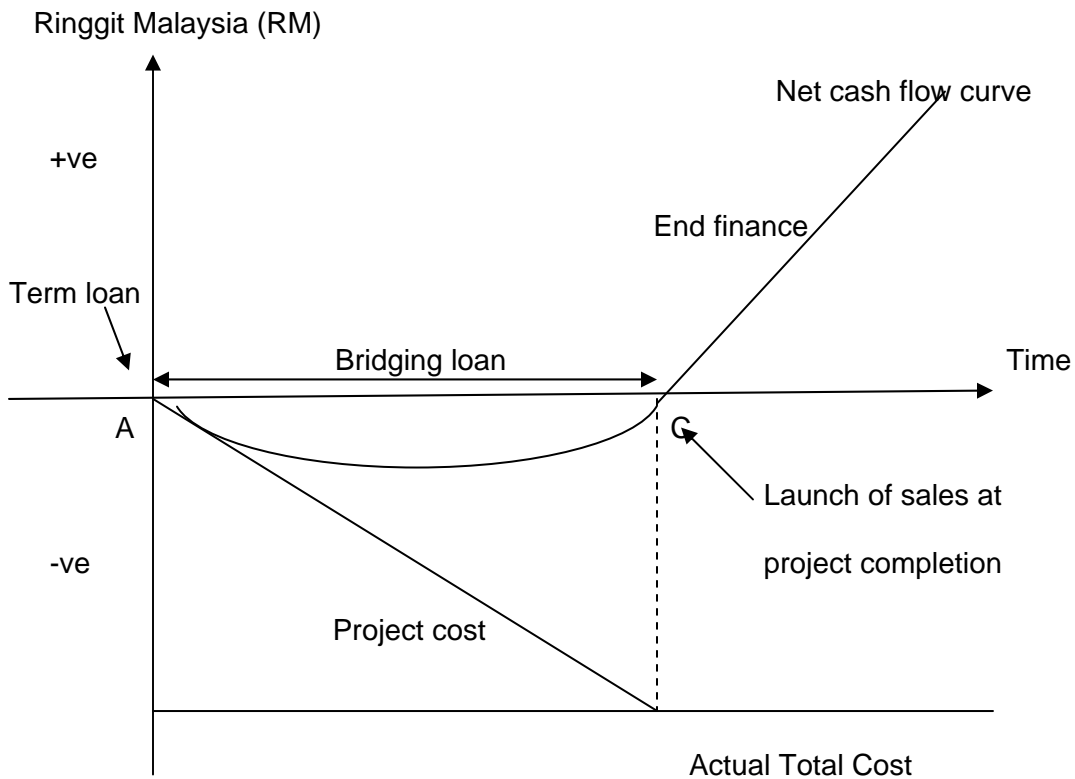 Ringgit Malaysia (RM)
Net cash flow curve
+ve
End finance
Term loan
Bridging loan
Time
A
C
Launch of sales at
project completion
-ve
Project cost
Actual Total Cost